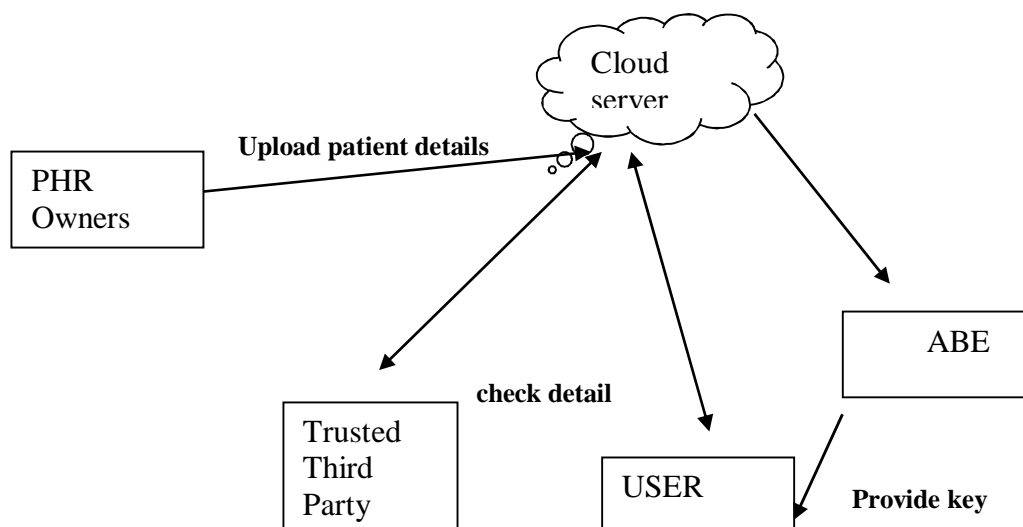 Cloud
server
Upload patient details
PHR
Owners
ABE
check detail
Trusted
Third
Party
USER
Provide key